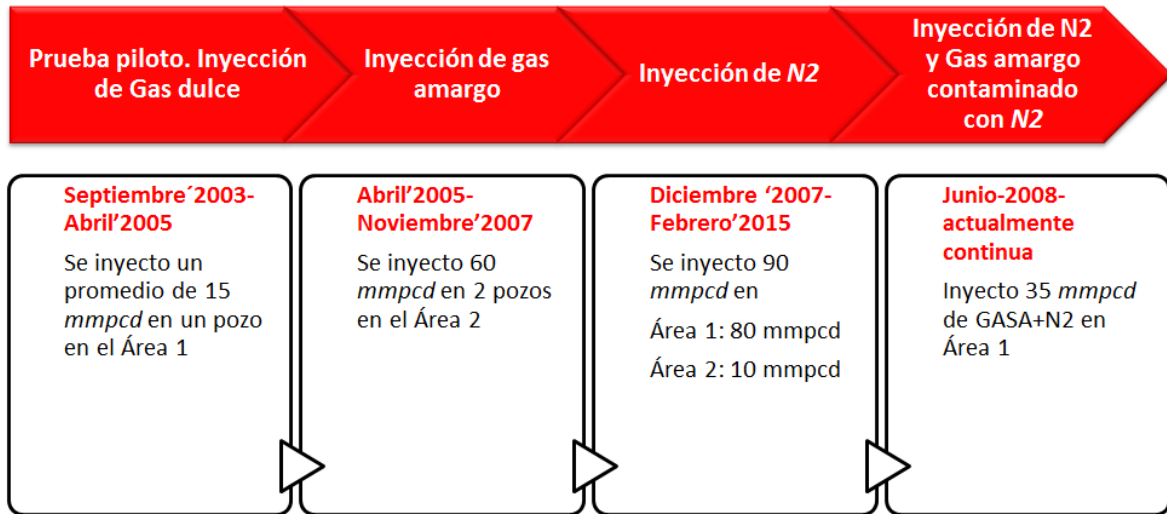 Prueba piloto. Inyección
de Gas dulce
Inyección de gas
amargo
Inyección de N2
Inyección de N2
y Gas amargo
contaminado
con N2
Septiembre´2003-
Abril’2005
Se inyecto un
promedio de 15
mmpcd en un pozo
en el Área 1
Abril’2005-
Noviembre’2007
Se inyecto 60
mmpcd en 2 pozos
en el Área 2
Diciembre ‘2007-
Febrero’2015
Se inyecto 90
mmpcd en
Área 1: 80 mmpcd
Área 2: 10 mmpcd
Junio-2008-
actualmente
continua
Inyecto 35 mmpcd
de GASA+N2 en
Área 1